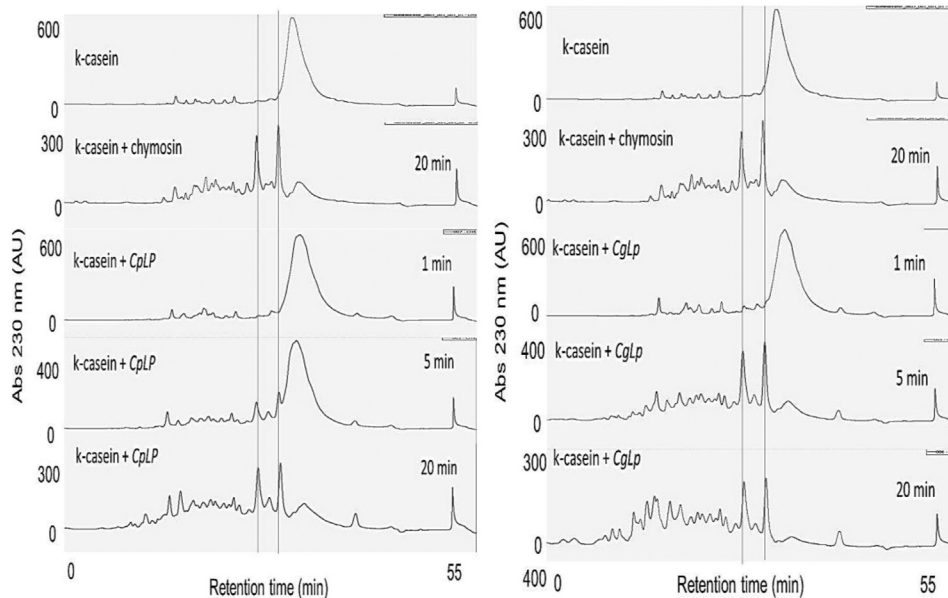 600
k-casein
0
300
k-casein + chymosin
20 min
0
600
k-casein + CpLP
1 min
0
400
k-casein + CpLP
5 min
0
300
k-casein + CpLP
20 min
0
Abs 230 nm (AU)
0
Retention time (min)
55
600
k-casein
0
300
k-casein + chymosin
20 min
0
600
k-casein + CgLp
1 min
0
400
k-casein + CgLp
5 min
0
k-casein + CgLp
300
20 min
0
Abs 230 nm (AU)
400
0
Retention time (min)
55